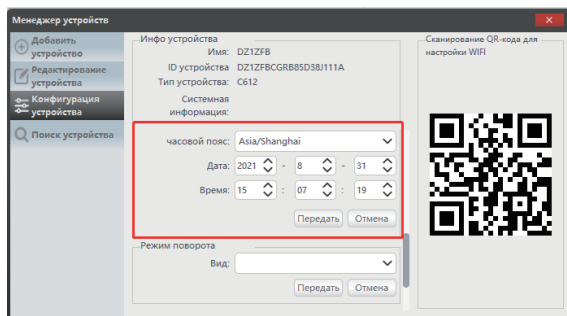 Менеджер устройств
Добавить
устройство
Редактирование
устройства
Конфигурация
устройства
Поиск устройства
Инфо устройства
Имя: DZ1ZFB
ID устройства DZ1ZFBCGRB85D38J111A
Тип устройства: C612
Системная
информация:
часовой пояс: Asia/Shanghai
Дата: 2021 - 8 - 31
Время: 15 : 07 : 19
Передать Отмена
Режим поворота
Вид:
Передать Отмена
Сканирование QR-кода для
настройки WIFI